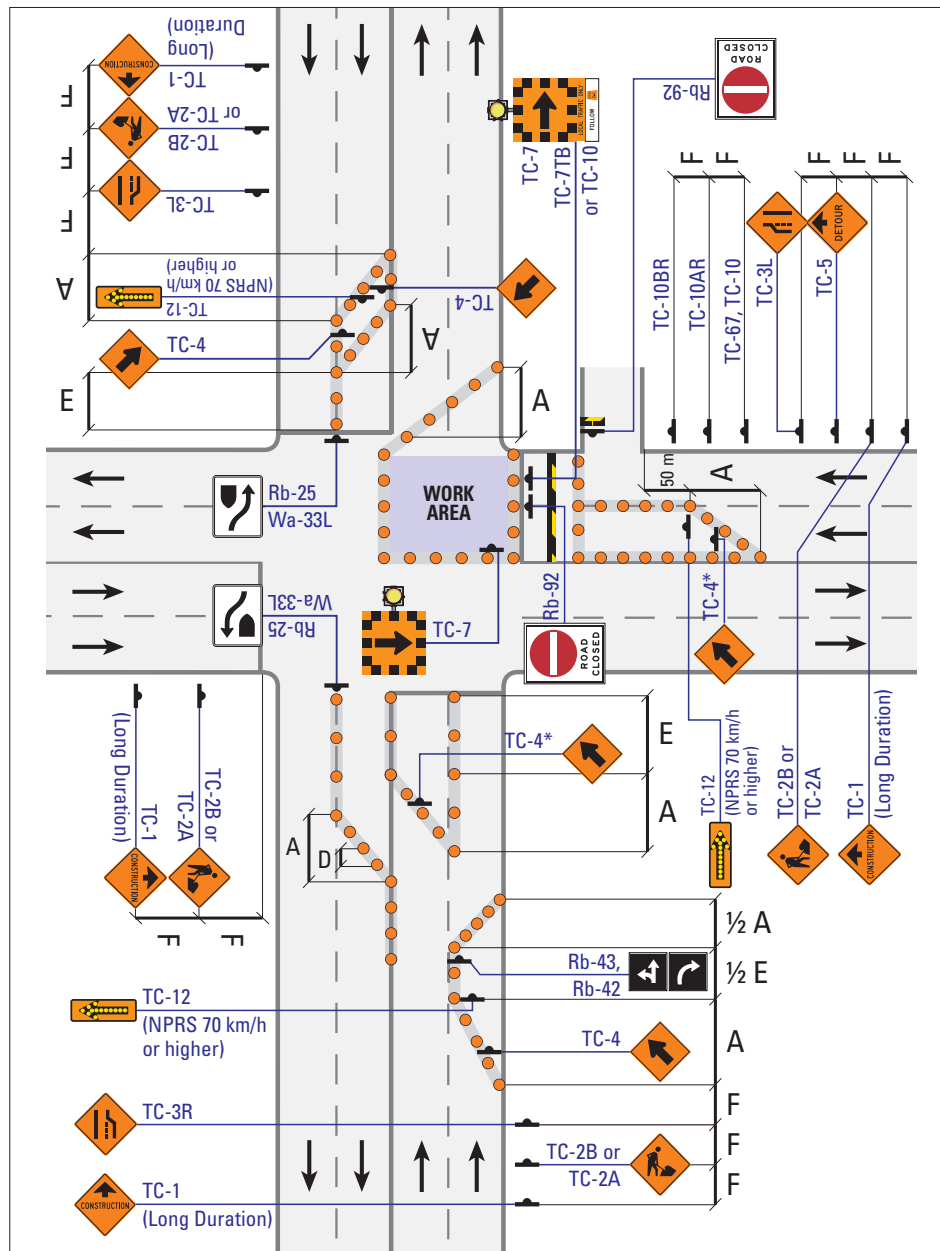 TC-1
(Long
Duration)
CONSTRUCTION
TC-2B
or TC-2A
TC-3L
F
F
F
A
TC-12
(NPRS 70 km/h
or higher)
TC-4
E
TC-4
A
A
TC-7
TC-7TB
or TC-10
LOCAL TRAFFIC ONLY
FOLLOW
ROAD
CLOSED
Rb-92
F
F
F
F
F
TC-10BR
TC-10AR
TC-67, TC-10
TC-3L
TC-5
DETOUR
50 m
A
Rb-25
Wa-33L
WORK
AREA
Wa-33L
Rb-25
TC-7
Rb-92
ROAD
CLOSED
TC-4*
TC-1
(Long Duration)
CONSTRUCTION
TC-2B or
TC-2A
F
F
TC-4*
E
A
A
D
TC-12
(NPRS 70 km/h
or higher)
TC-2B or
TC-2A
TC-1
(Long Duration)
CONSTRUCTION
½ A
½ E
Rb-43,
Rb-42
TC-12
(NPRS 70 km/h
or higher)
TC-4
A
TC-3R
F
TC-2B or
TC-2A
F
F
TC-1
(Long Duration)
CONSTRUCTION